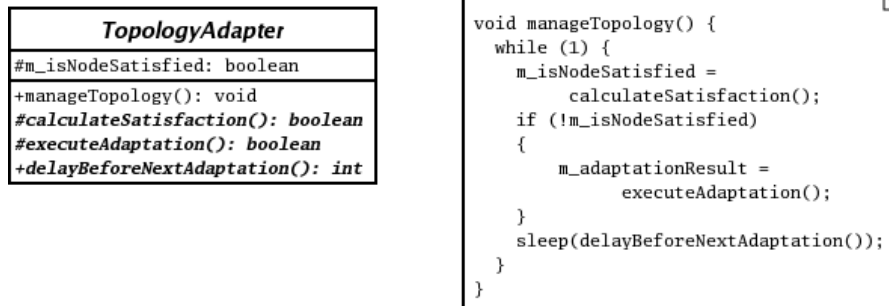 TopologyAdapter
#m_isNodeSatisfied: boolean
+manageTopology(): void
#calculateSatisfaction(): boolean
#executeAdaptation(): boolean
+delayBeforeNextAdaptation(): int
void manageTopology() {
while (1) {
m_isNodeSatisfied =
calculateSatisfaction();
if (!m_isNodeSatisfied)
{
m_adaptationResult =
executeAdaptation();
}
sleep(delayBeforeNextAdaptation());
}
}